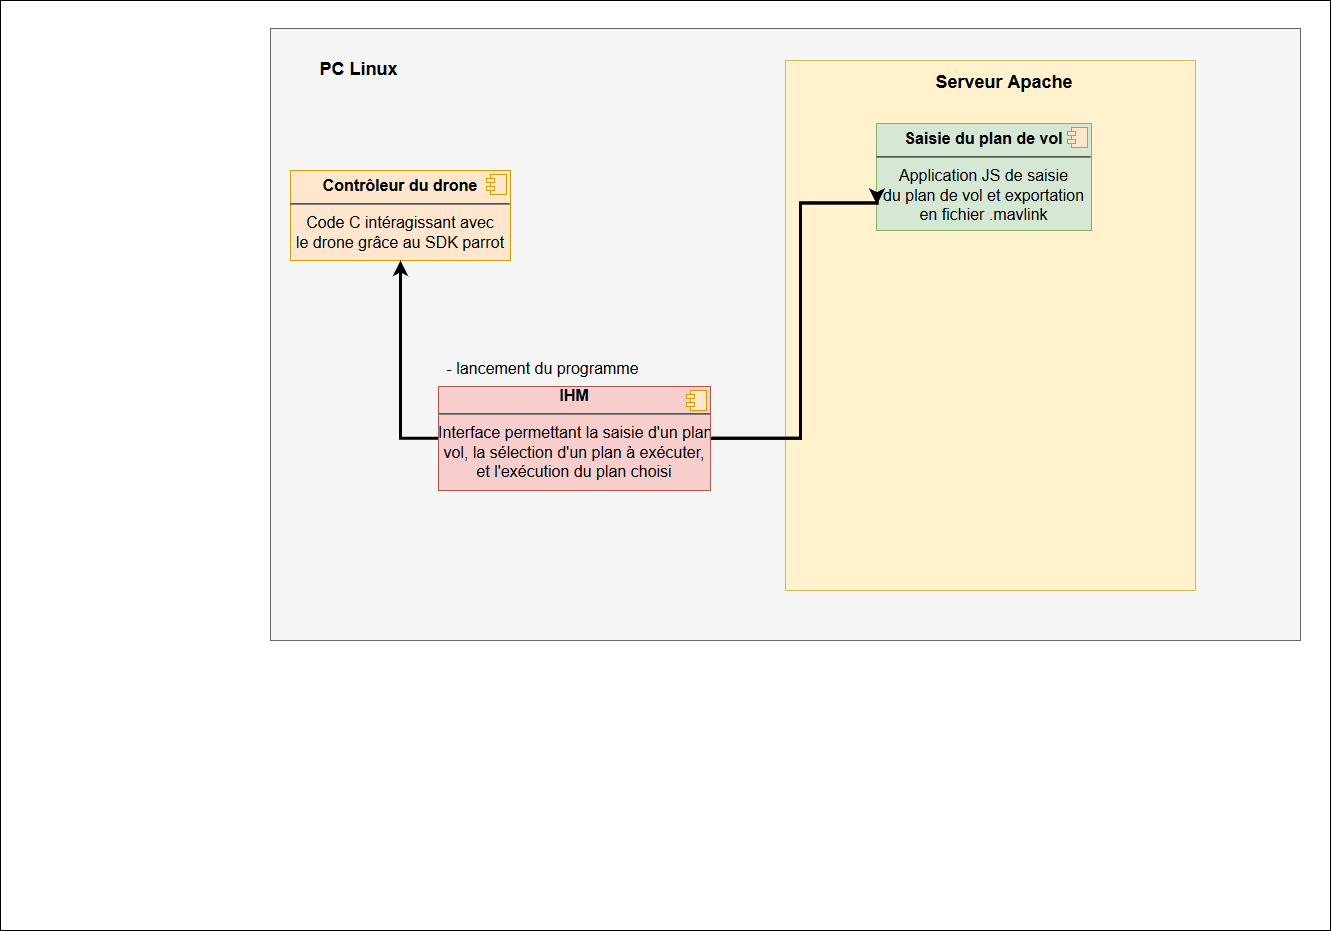 PC Linux
Serveur Apache
Saisie du plan de vol
Application JS de saisie
du plan de vol et exportation
en fichier .mavlink
Contrôleur du drone
Code C intéragissant avec
le drone grâce au SDK parrot
- lancement du programme
IHM
Interface permettant la saisie d'un plan
vol, la sélection d'un plan à exécuter,
et l'exécution du plan choisi